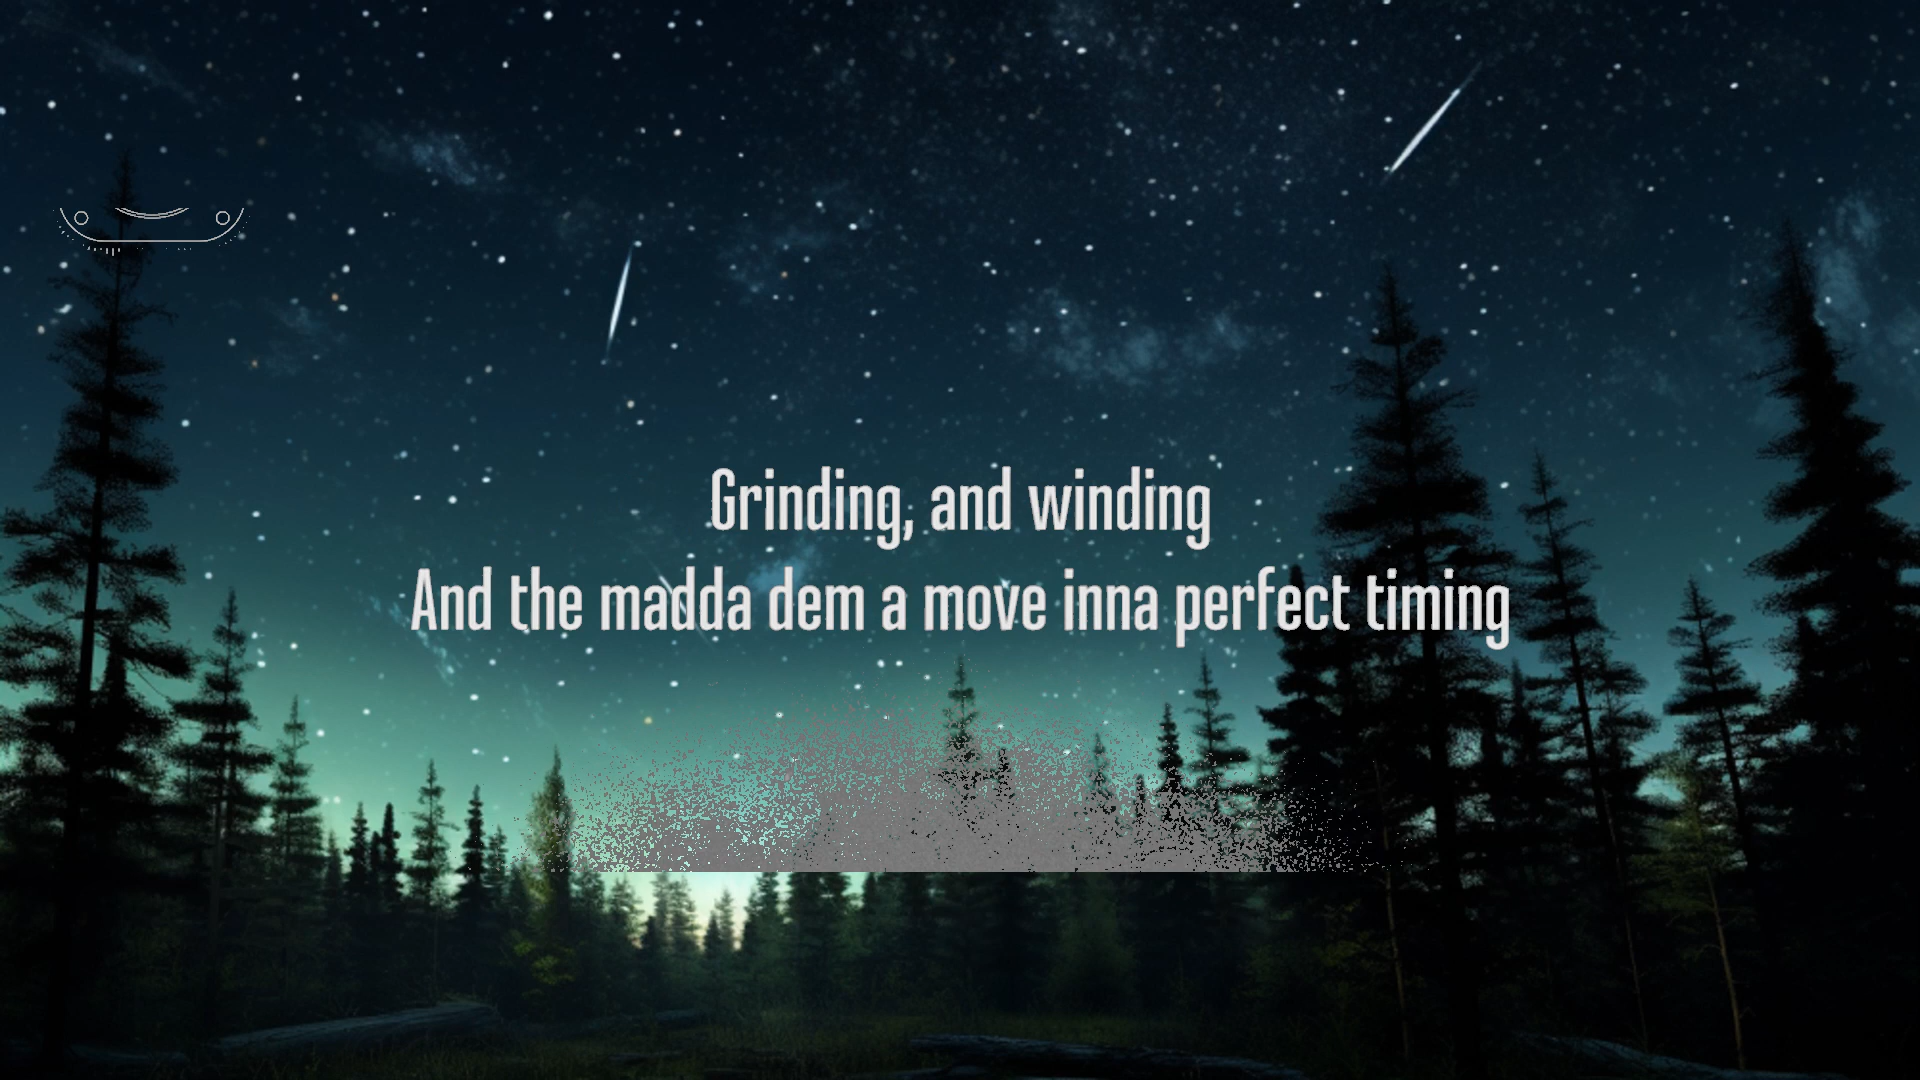 Grinding, and winding
And the madda dem a move inna perfect timing